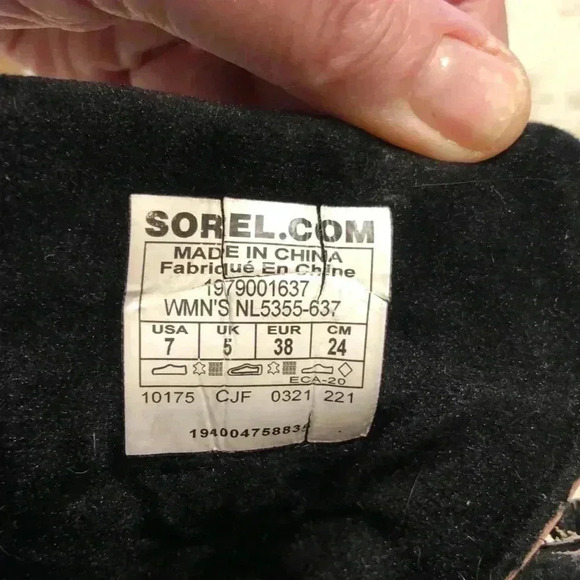 SOREL.COM
MADE IN CHINA
Fabriqué En Chine
1979001637
WMN'S NL5355-637
USA UK EUR CM
7 5 38 24
ECA-20
10175 CJF 0321 221